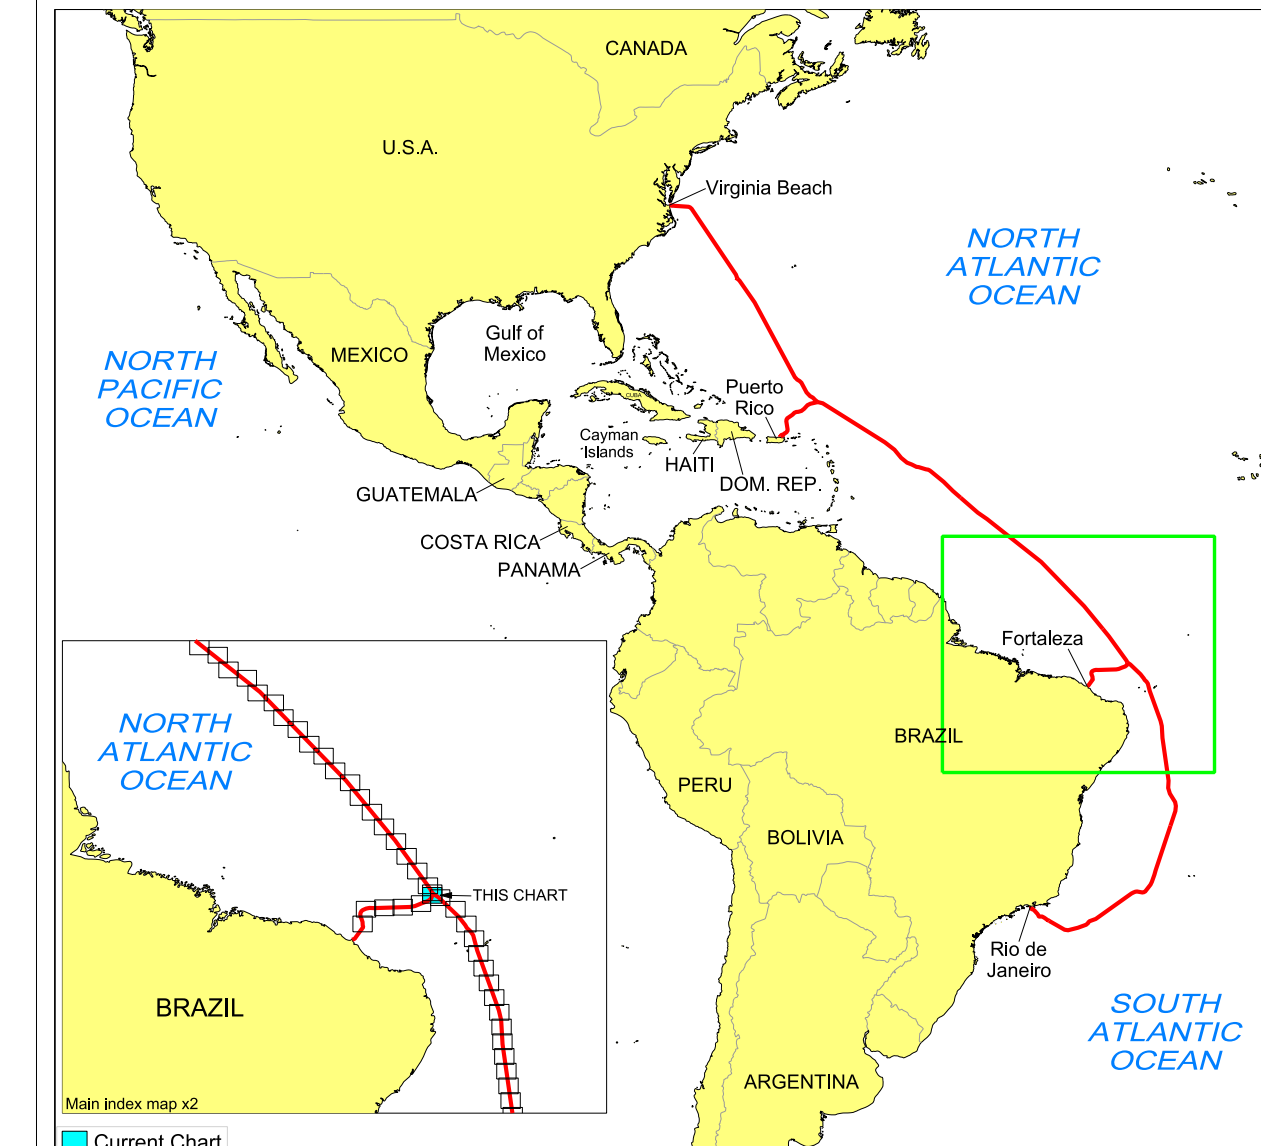 CANADA
U.S.A.
Virginia Beach
NORTH
ATLANTIC
OCEAN
NORTH
PACIFIC
OCEAN
MEXICO
Gulf of
Mexico
CUBA
Puerto
Rico
Cayman
Islands
HAITI
DOM. REP.
GUATEMALA
COSTA RICA
PANAMA
Fortaleza
BRAZIL
PERU
BOLIVIA
Rio de
Janeiro
SOUTH
ATLANTIC
OCEAN
ARGENTINA
NORTH
ATLANTIC
OCEAN
THIS CHART
BRAZIL
Main index map x2
Current Chart